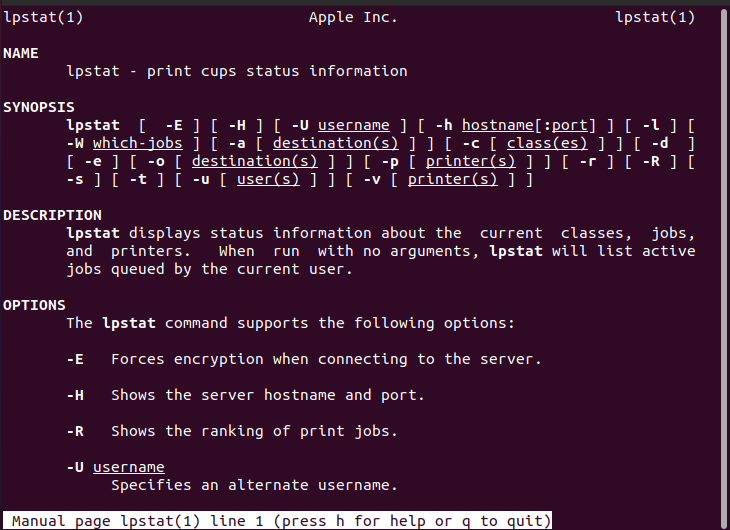 lpstat(1) Apple Inc. lpstat(1)
NAME
lpstat - print cups status information
SYNOPSIS
lpstat [ -E ] [ -H ] [ -U username ] [ -h hostname[:port] ] [ -l ] [
-W which-jobs ] [ -a [ destination(s) ] ] [ -c [ class(es) ] ] [ -d ]
[ -e ] [ -o [ destination(s) ] ] [ -p [ printer(s) ] ] [ -r ] [ -R ] [
-s ] [ -t ] [ -u [ user(s) ] ] [ -v [ printer(s) ] ]
DESCRIPTION
lpstat displays status information about the current classes, jobs,
and printers. When run with no arguments, lpstat will list active
jobs queued by the current user.
OPTIONS
The lpstat command supports the following options:
-E Forces encryption when connecting to the server.
-H Shows the server hostname and port.
-R Shows the ranking of print jobs.
-U username
Specifies an alternate username.
Manual page lpstat(1) line 1 (press h for help or q to quit)